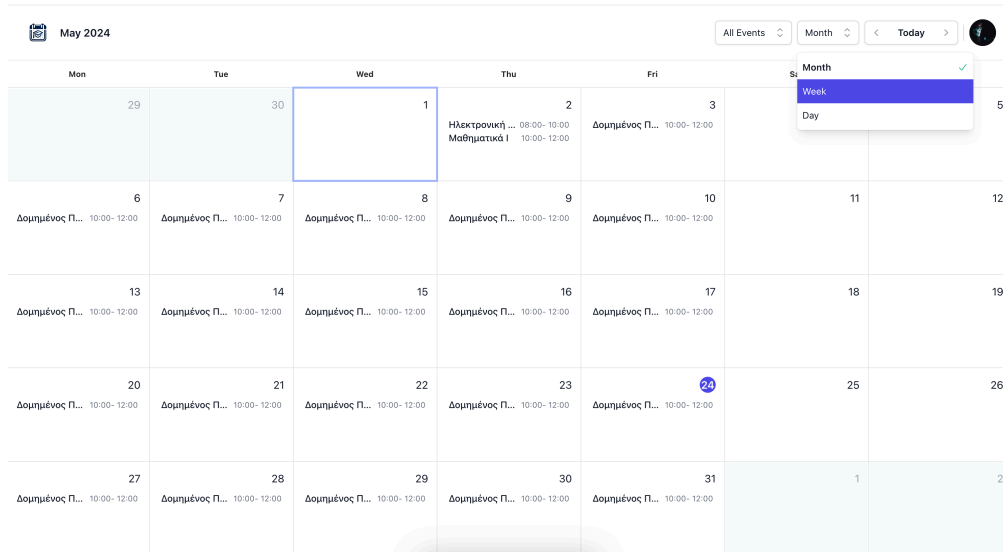 May 2024
All Events
Month
Today
Mon Tue Wed Thu Fri
Month
Week
Day
29 30 1 2 3 5
Ηλεκτρονική ... 08:00- 10:00
Μαθηματικά Ι 10:00- 12:00
Δομημένος Π... 10:00- 12:00
6 7 8 9 10 11 12
Δομημένος Π... 10:00- 12:00 Δομημένος Π... 10:00- 12:00 Δομημένος Π... 10:00- 12:00 Δομημένος Π... 10:00- 12:00 Δομημένος Π... 10:00- 12:00
13 14 15 16 17 18 19
Δομημένος Π... 10:00- 12:00 Δομημένος Π... 10:00- 12:00 Δομημένος Π... 10:00- 12:00 Δομημένος Π... 10:00- 12:00 Δομημένος Π... 10:00- 12:00
20 21 22 23 24 25 26
Δομημένος Π... 10:00- 12:00 Δομημένος Π... 10:00- 12:00 Δομημένος Π... 10:00- 12:00 Δομημένος Π... 10:00- 12:00 Δομημένος Π... 10:00- 12:00
27 28 29 30 31 1 2
Δομημένος Π... 10:00- 12:00 Δομημένος Π... 10:00- 12:00 Δομημένος Π... 10:00- 12:00 Δομημένος Π... 10:00- 12:00 Δομημένος Π... 10:00- 12:00